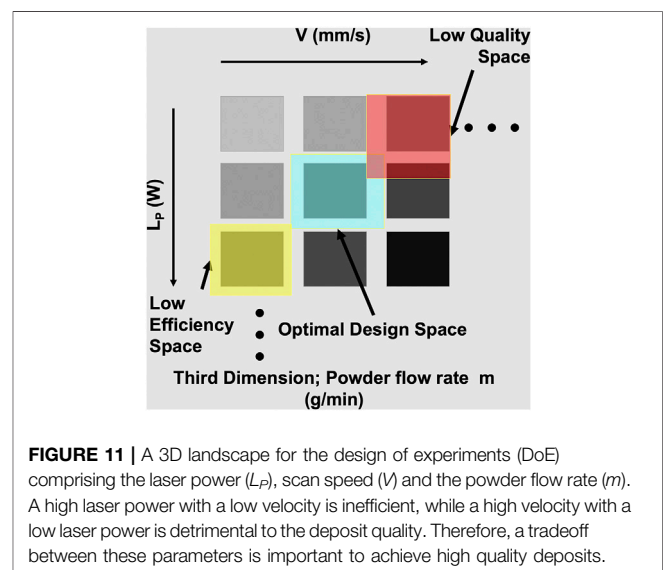 V (mm/s)
Low Quality
Space
L_P (W)
Low
Efficiency
Space
Optimal Design Space
Third Dimension; Powder flow rate m
(g/min)
FIGURE 11 | A 3D landscape for the design of experiments (DoE)
comprising the laser power (L_P), scan speed (V) and the powder flow rate (m).
A high laser power with a low velocity is inefficient, while a high velocity with a
low laser power is detrimental to the deposit quality. Therefore, a tradeoff
between these parameters is important to achieve high quality deposits.